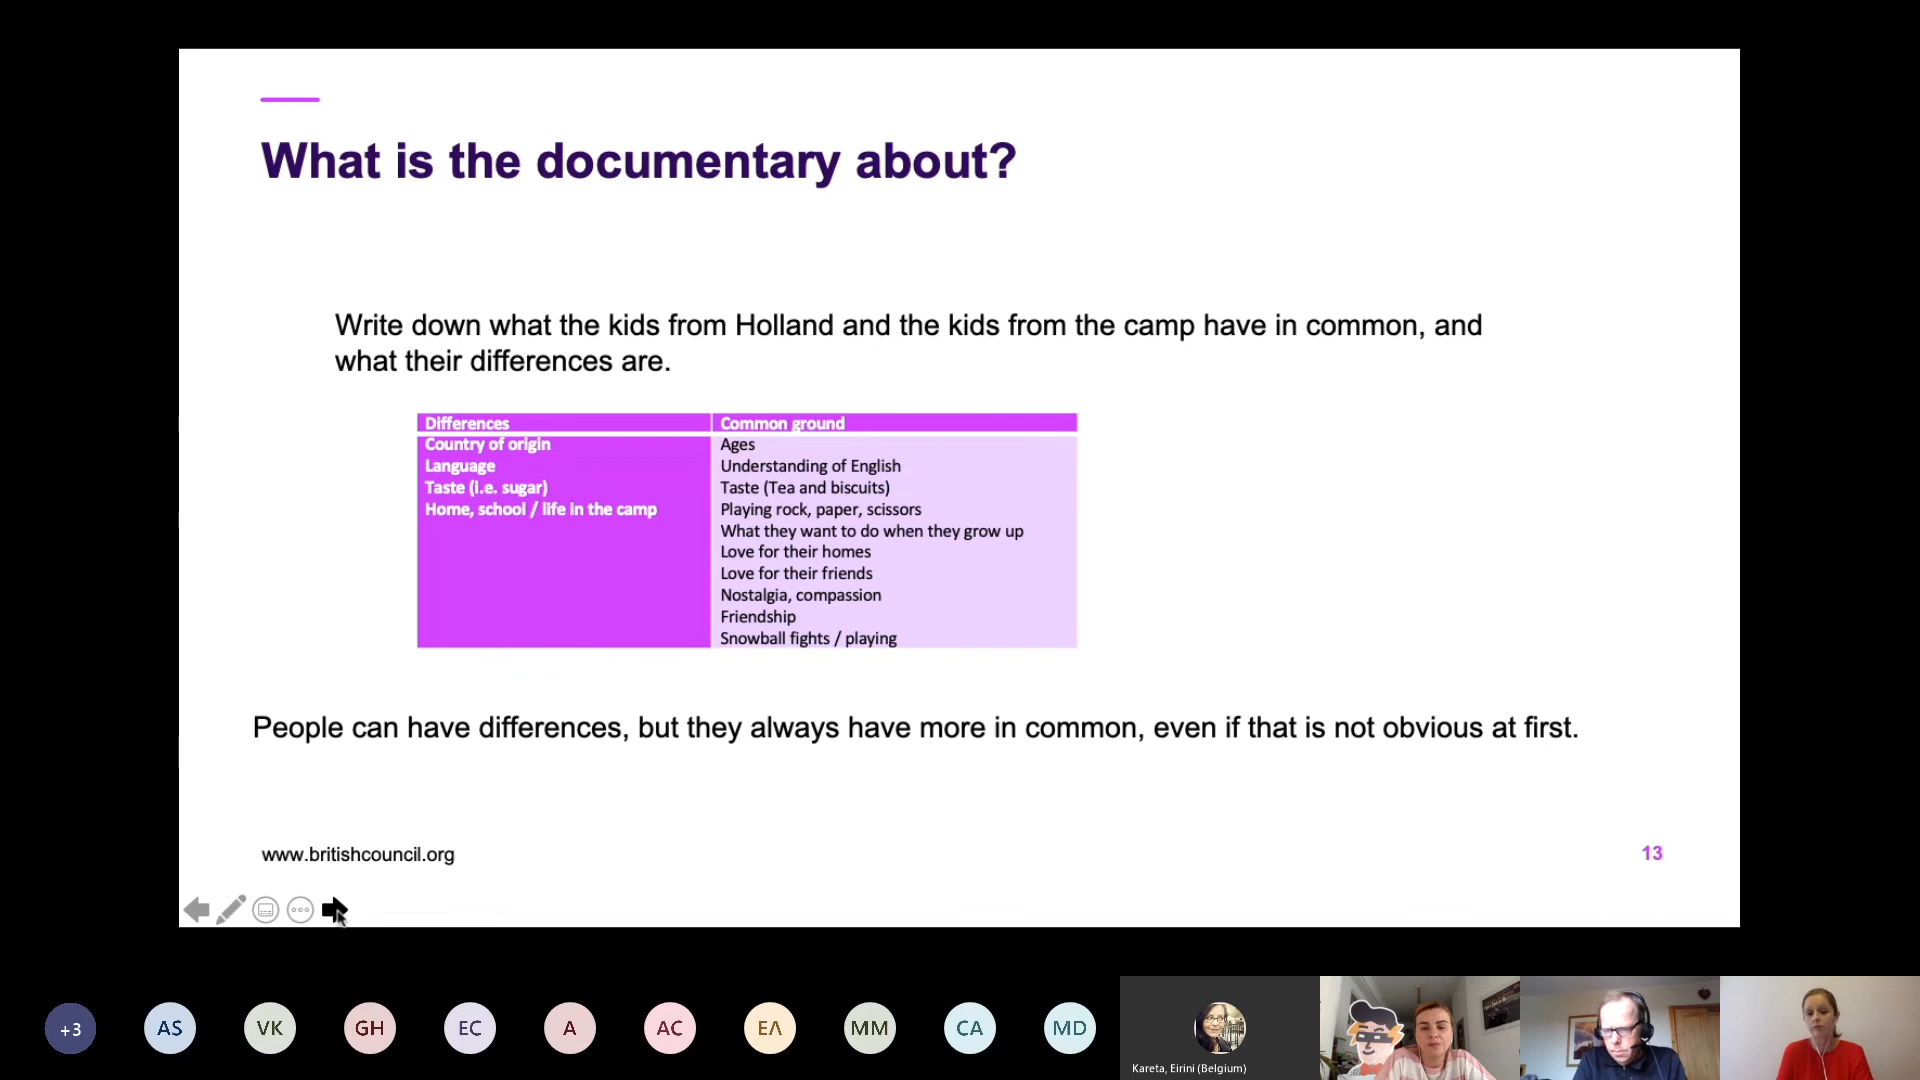 What is the documentary about?
Write down what the kids from Holland and the kids from the camp have in common, and
what their differences are.
Differences
Common ground
Country of origin
Ages
Language
Understanding of English
Taste (i.e. sugar)
Taste (Tea and biscuits)
Home, school / life in the camp
Playing rock, paper, scissors
What they want to do when they grow up
Love for their homes
Love for their friends
Nostalgia, compassion
Friendship
Snowball fights / playing
People can have differences, but they always have more in common, even if that is not obvious at first.
www.britishcouncil.org
13
+3
AS
VK
GH
EC
A
AC
ΕΛ
MM
CA
MD
Kareta, Eirini (Belgium)